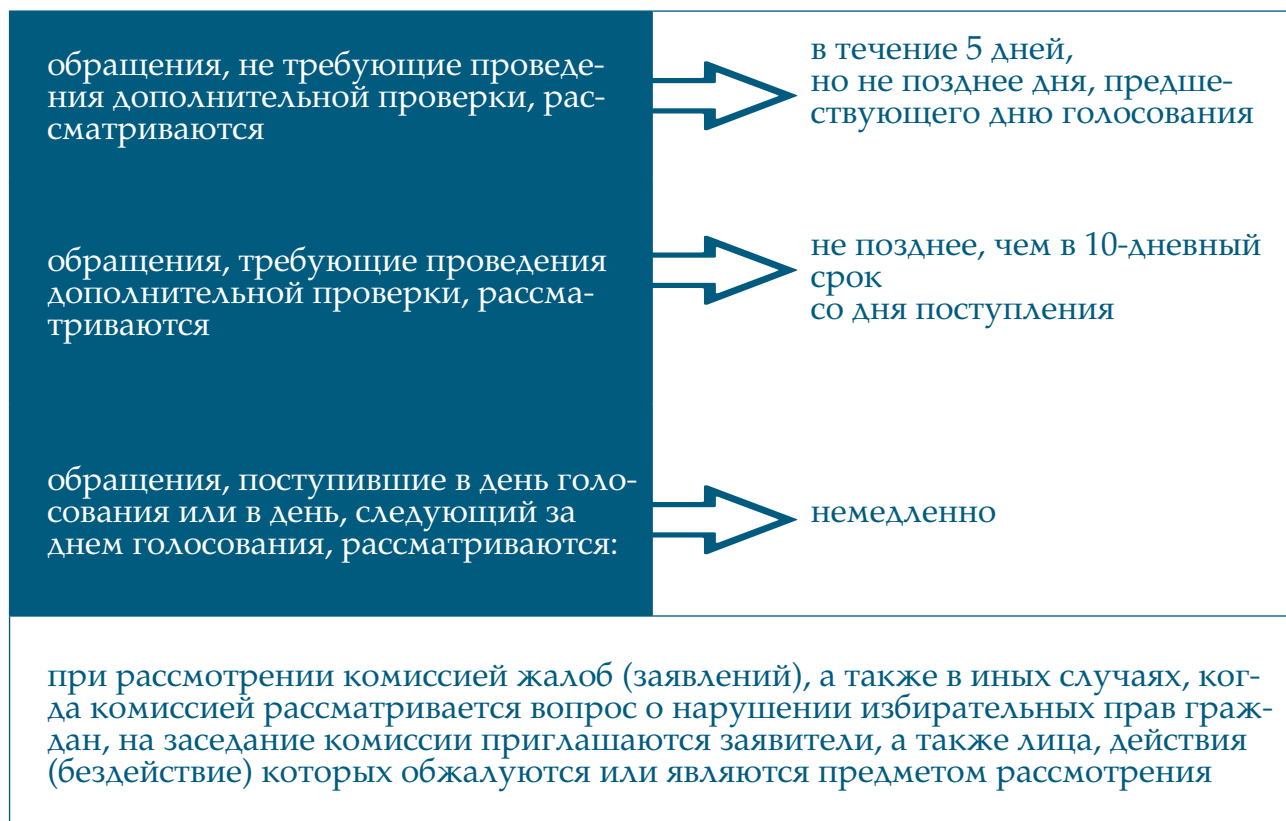 обращения, не требующие проведе-
ния дополнительной проверки, рас-
сматриваются
в течение 5 дней,
но не позднее дня, предше-
ствующего дню голосования
обращения, требующие проведения
дополнительной проверки, рассма-
триваются
не позднее, чем в 10-дневный
срок
со дня поступления
обращения, поступившие в день голо-
сования или в день, следующий за
днем голосования, рассматриваются:
немедленно
при рассмотрении комиссией жалоб (заявлений), а также в иных случаях, ког-
да комиссией рассматривается вопрос о нарушении избирательных прав граж-
дан, на заседание комиссии приглашаются заявители, а также лица, действия
(бездействие) которых обжалуются или являются предметом рассмотрения